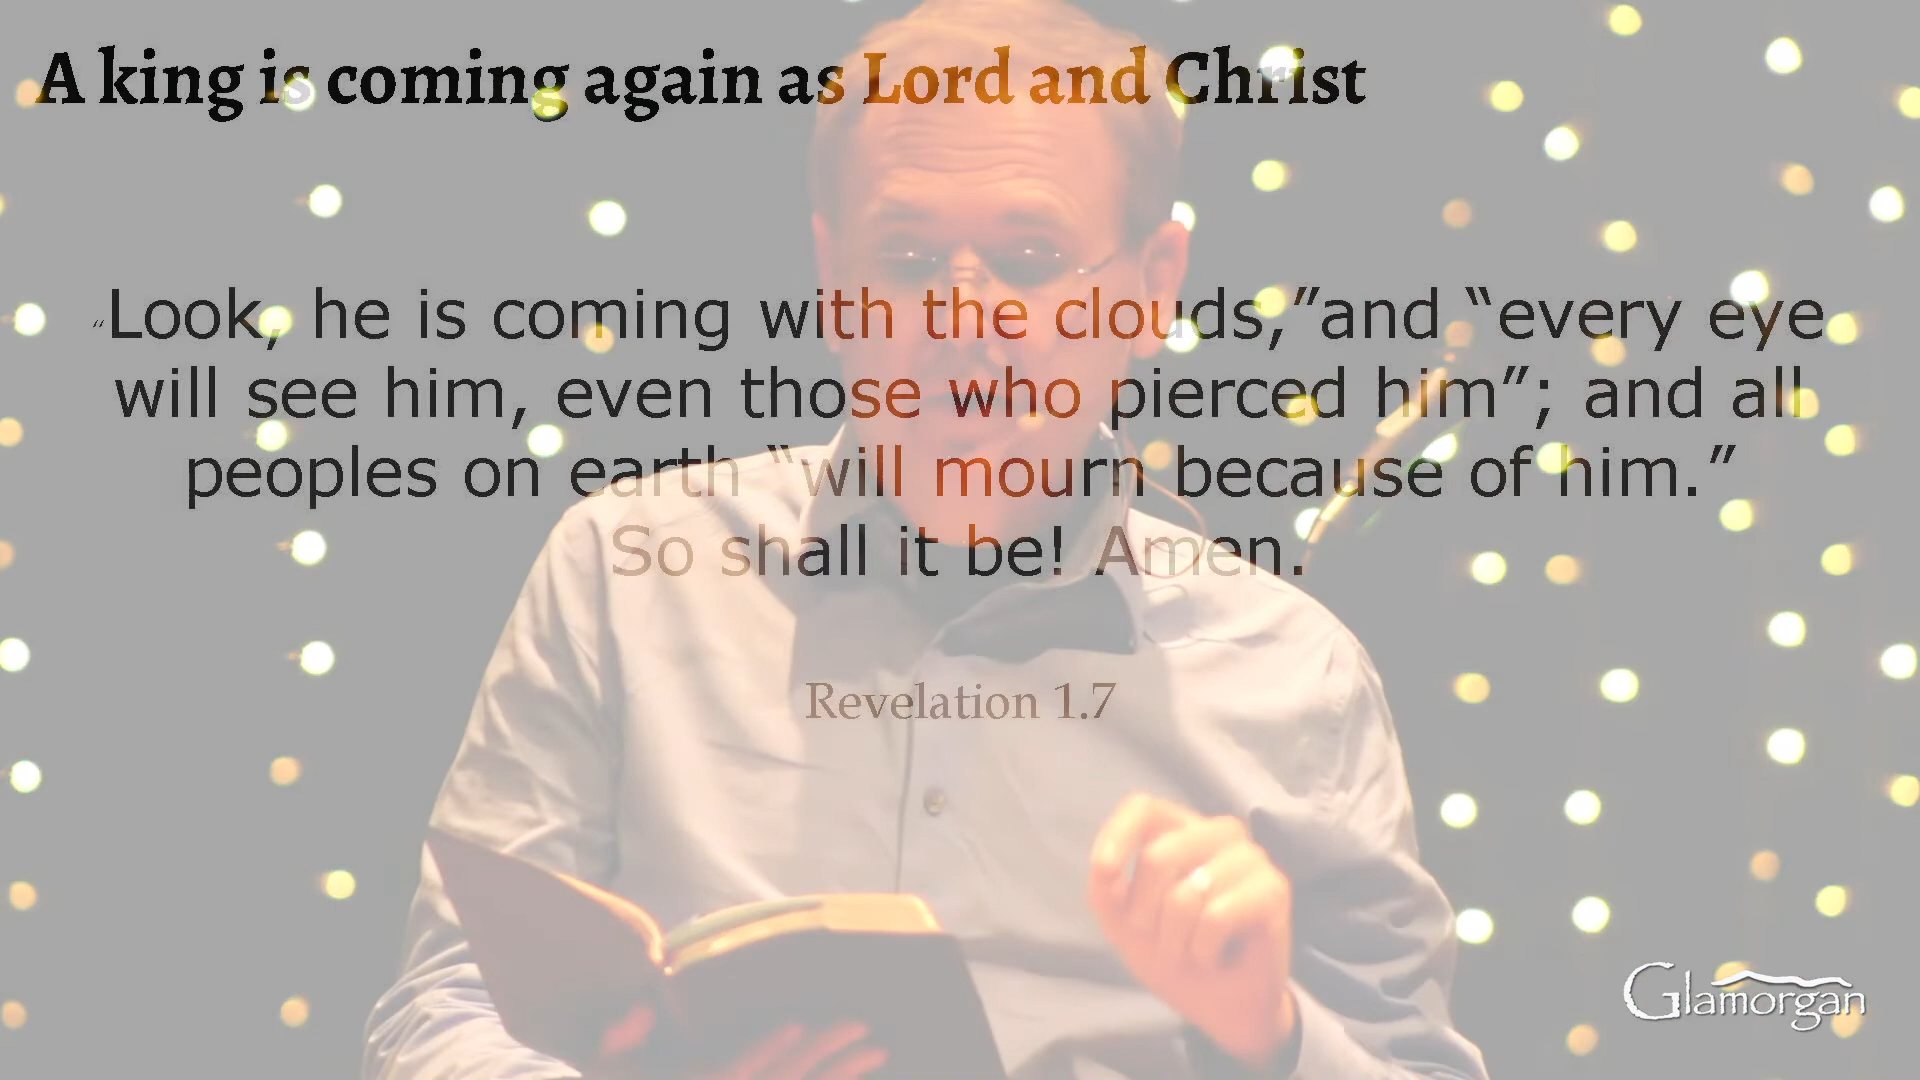 A king is coming again as Lord and Christ
“Look, he is coming with the clouds,”and “every eye
will see him, even those who pierced him”; and all
peoples on earth “will mourn because of him.”
So shall it be! Amen.
Revelation 1.7
Glamorgan